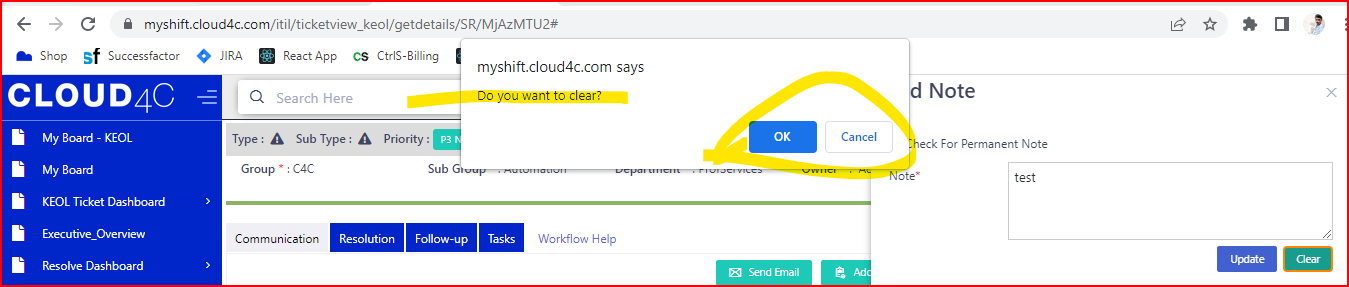 myshift.cloud4c.com/itil/ticketview_keol/getdetails/SR/MjAzMTU2#
Shop Successfactor JIRA React App CtrlS-Billing
myshift.cloud4c.com says
Do you want to clear?
OK Cancel
CLOUD4C
Search Here
My Board - KEOL
My Board
KEOL Ticket Dashboard
Executive_Overview
Resolve Dashboard
Type : Sub Type : Priority : P3 N
Group * : C4C Sub Group : Automation Department : ProfServices Owner
Communication Resolution Follow-up Tasks Workflow Help
Send Email Add
d Note
Check For Permanent Note
Note*
test
Update Clear